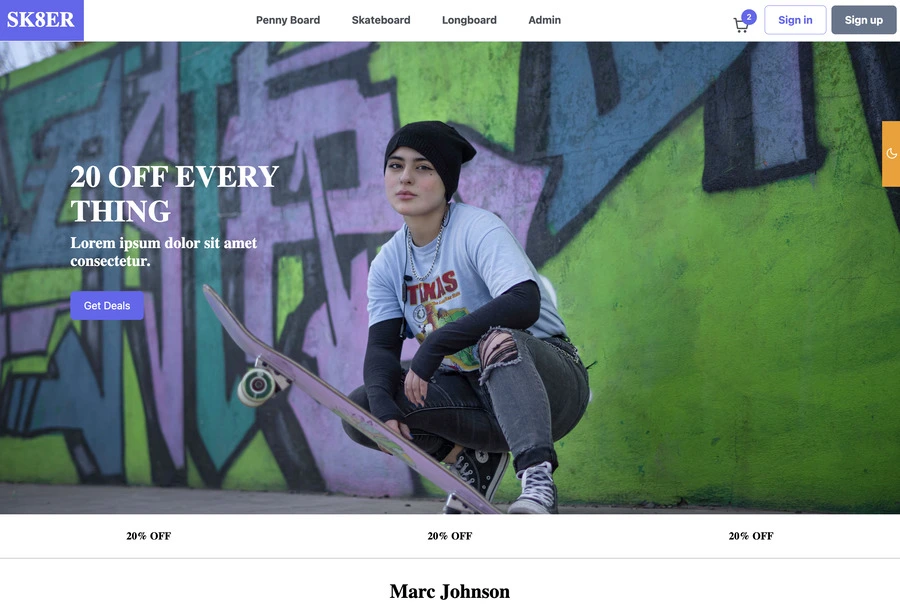 SK8ER
Penny Board
Skateboard
Longboard
Admin
2
Sign in
Sign up
20 OFF EVERY
THING
Lorem ipsum dolor sit amet
consectetur.
Get Deals
TEXAS
20% OFF
20% OFF
20% OFF
Marc Johnson